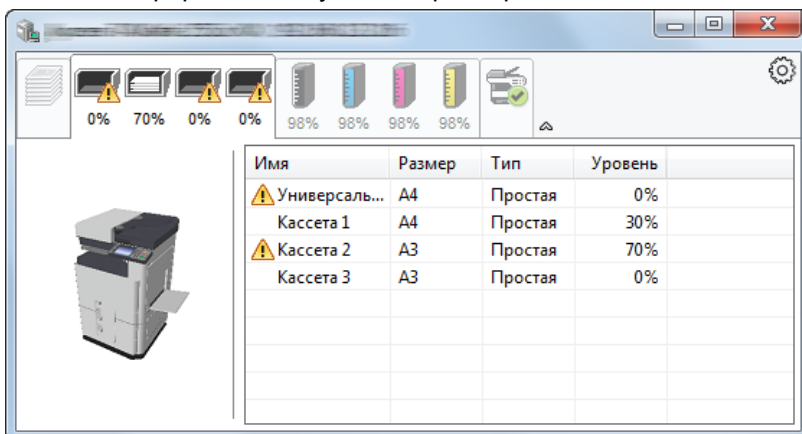 0% 70% 0% 0% 98% 98% 98% 98%
Имя Размер Тип Уровень
Универсаль... A4 Простая 0%
Кассета 1 A4 Простая 30%
Кассета 2 A3 Простая 70%
Кассета 3 A3 Простая 0%